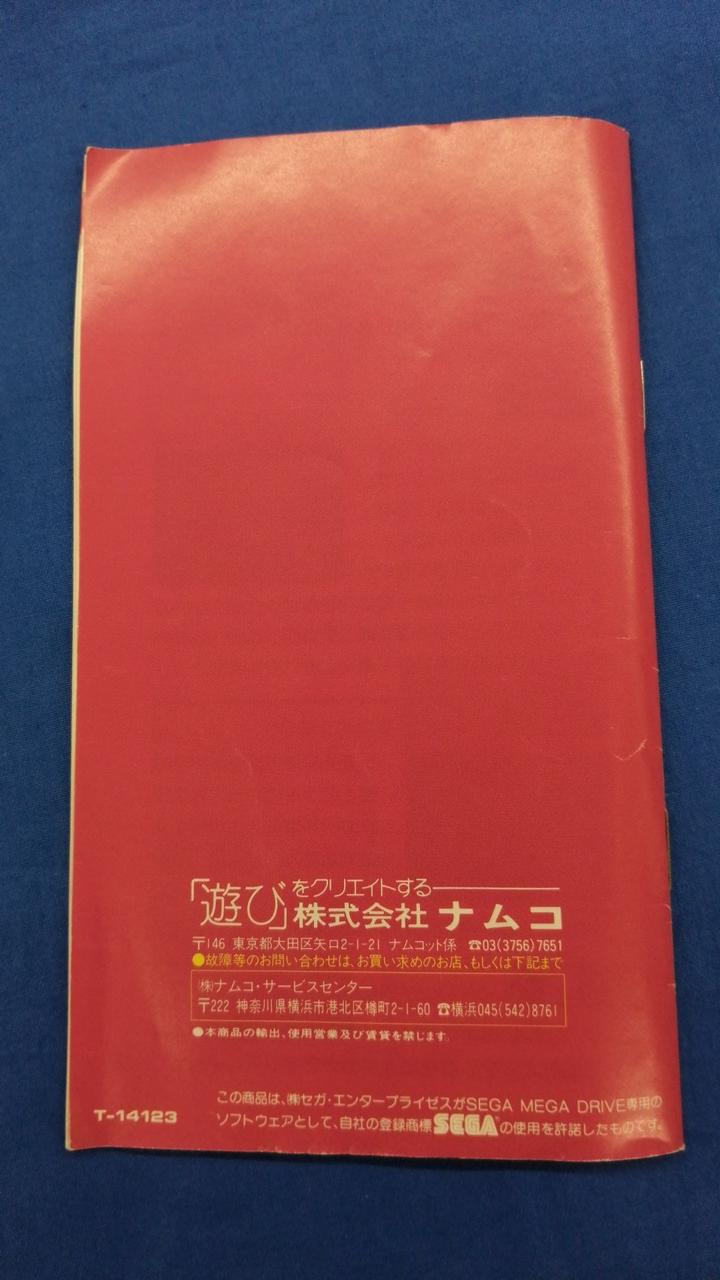 「遊び」をクリエイトする
株式会社ナムコ
〒146 東京都大田区矢口2-1-21 ナムコット係 ☎03(3756)7651
●故障等のお問い合わせは、お買い求めのお店、もしくは下記まで
㈱ナムコ・サービスセンター
〒222 神奈川県横浜市港北区樽町2-1-60 ☎横浜045(542)8761
●本商品の輸出、使用営業及び賃貸を禁じます。
T-14123
この商品は、㈱セガ・エンタープライゼスがSEGA MEGA DRIVE専用の
ソフトウェアとして、自社の登録商標SEGAの使用を許諾したものです。